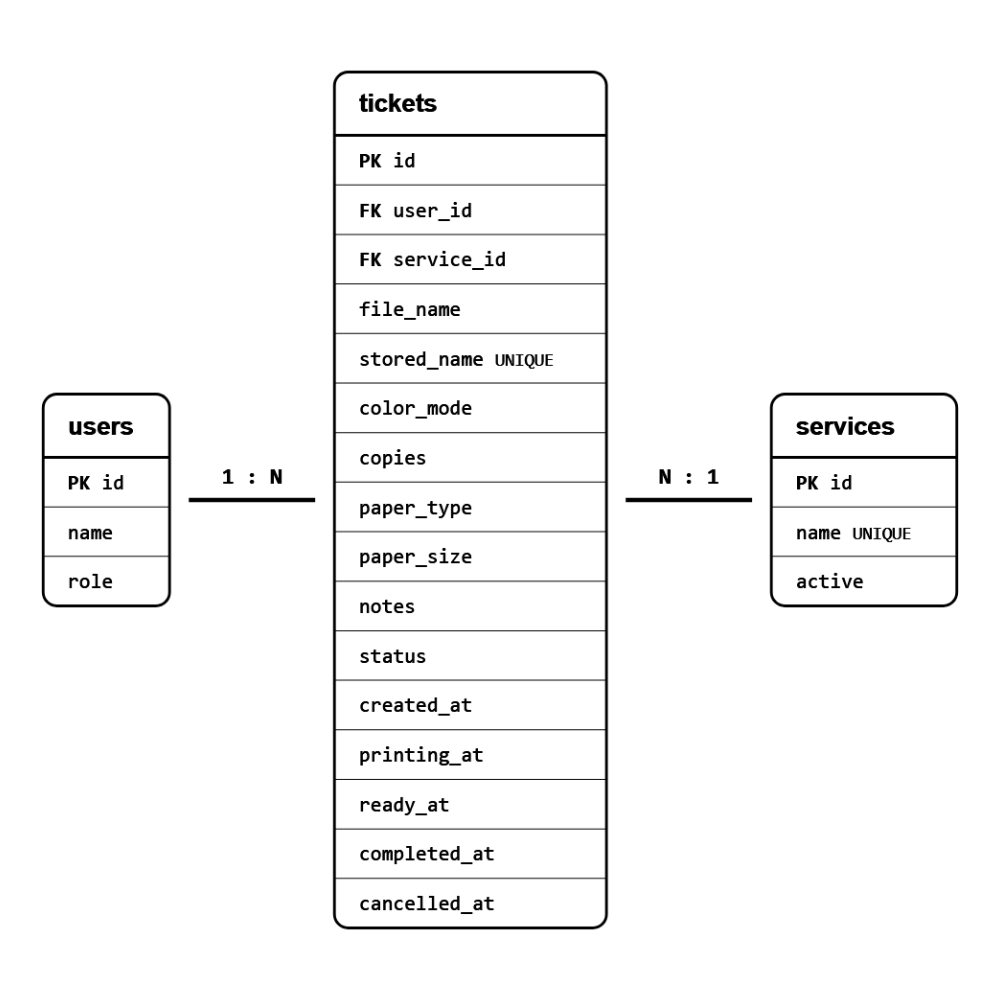 tickets
PK id
FK user_id
FK service_id
file_name
stored_name UNIQUE
color_mode
copies
paper_type
paper_size
notes
status
created_at
printing_at
ready_at
completed_at
cancelled_at
users
PK id
name
role
1 : N
N : 1
services
PK id
name UNIQUE
active